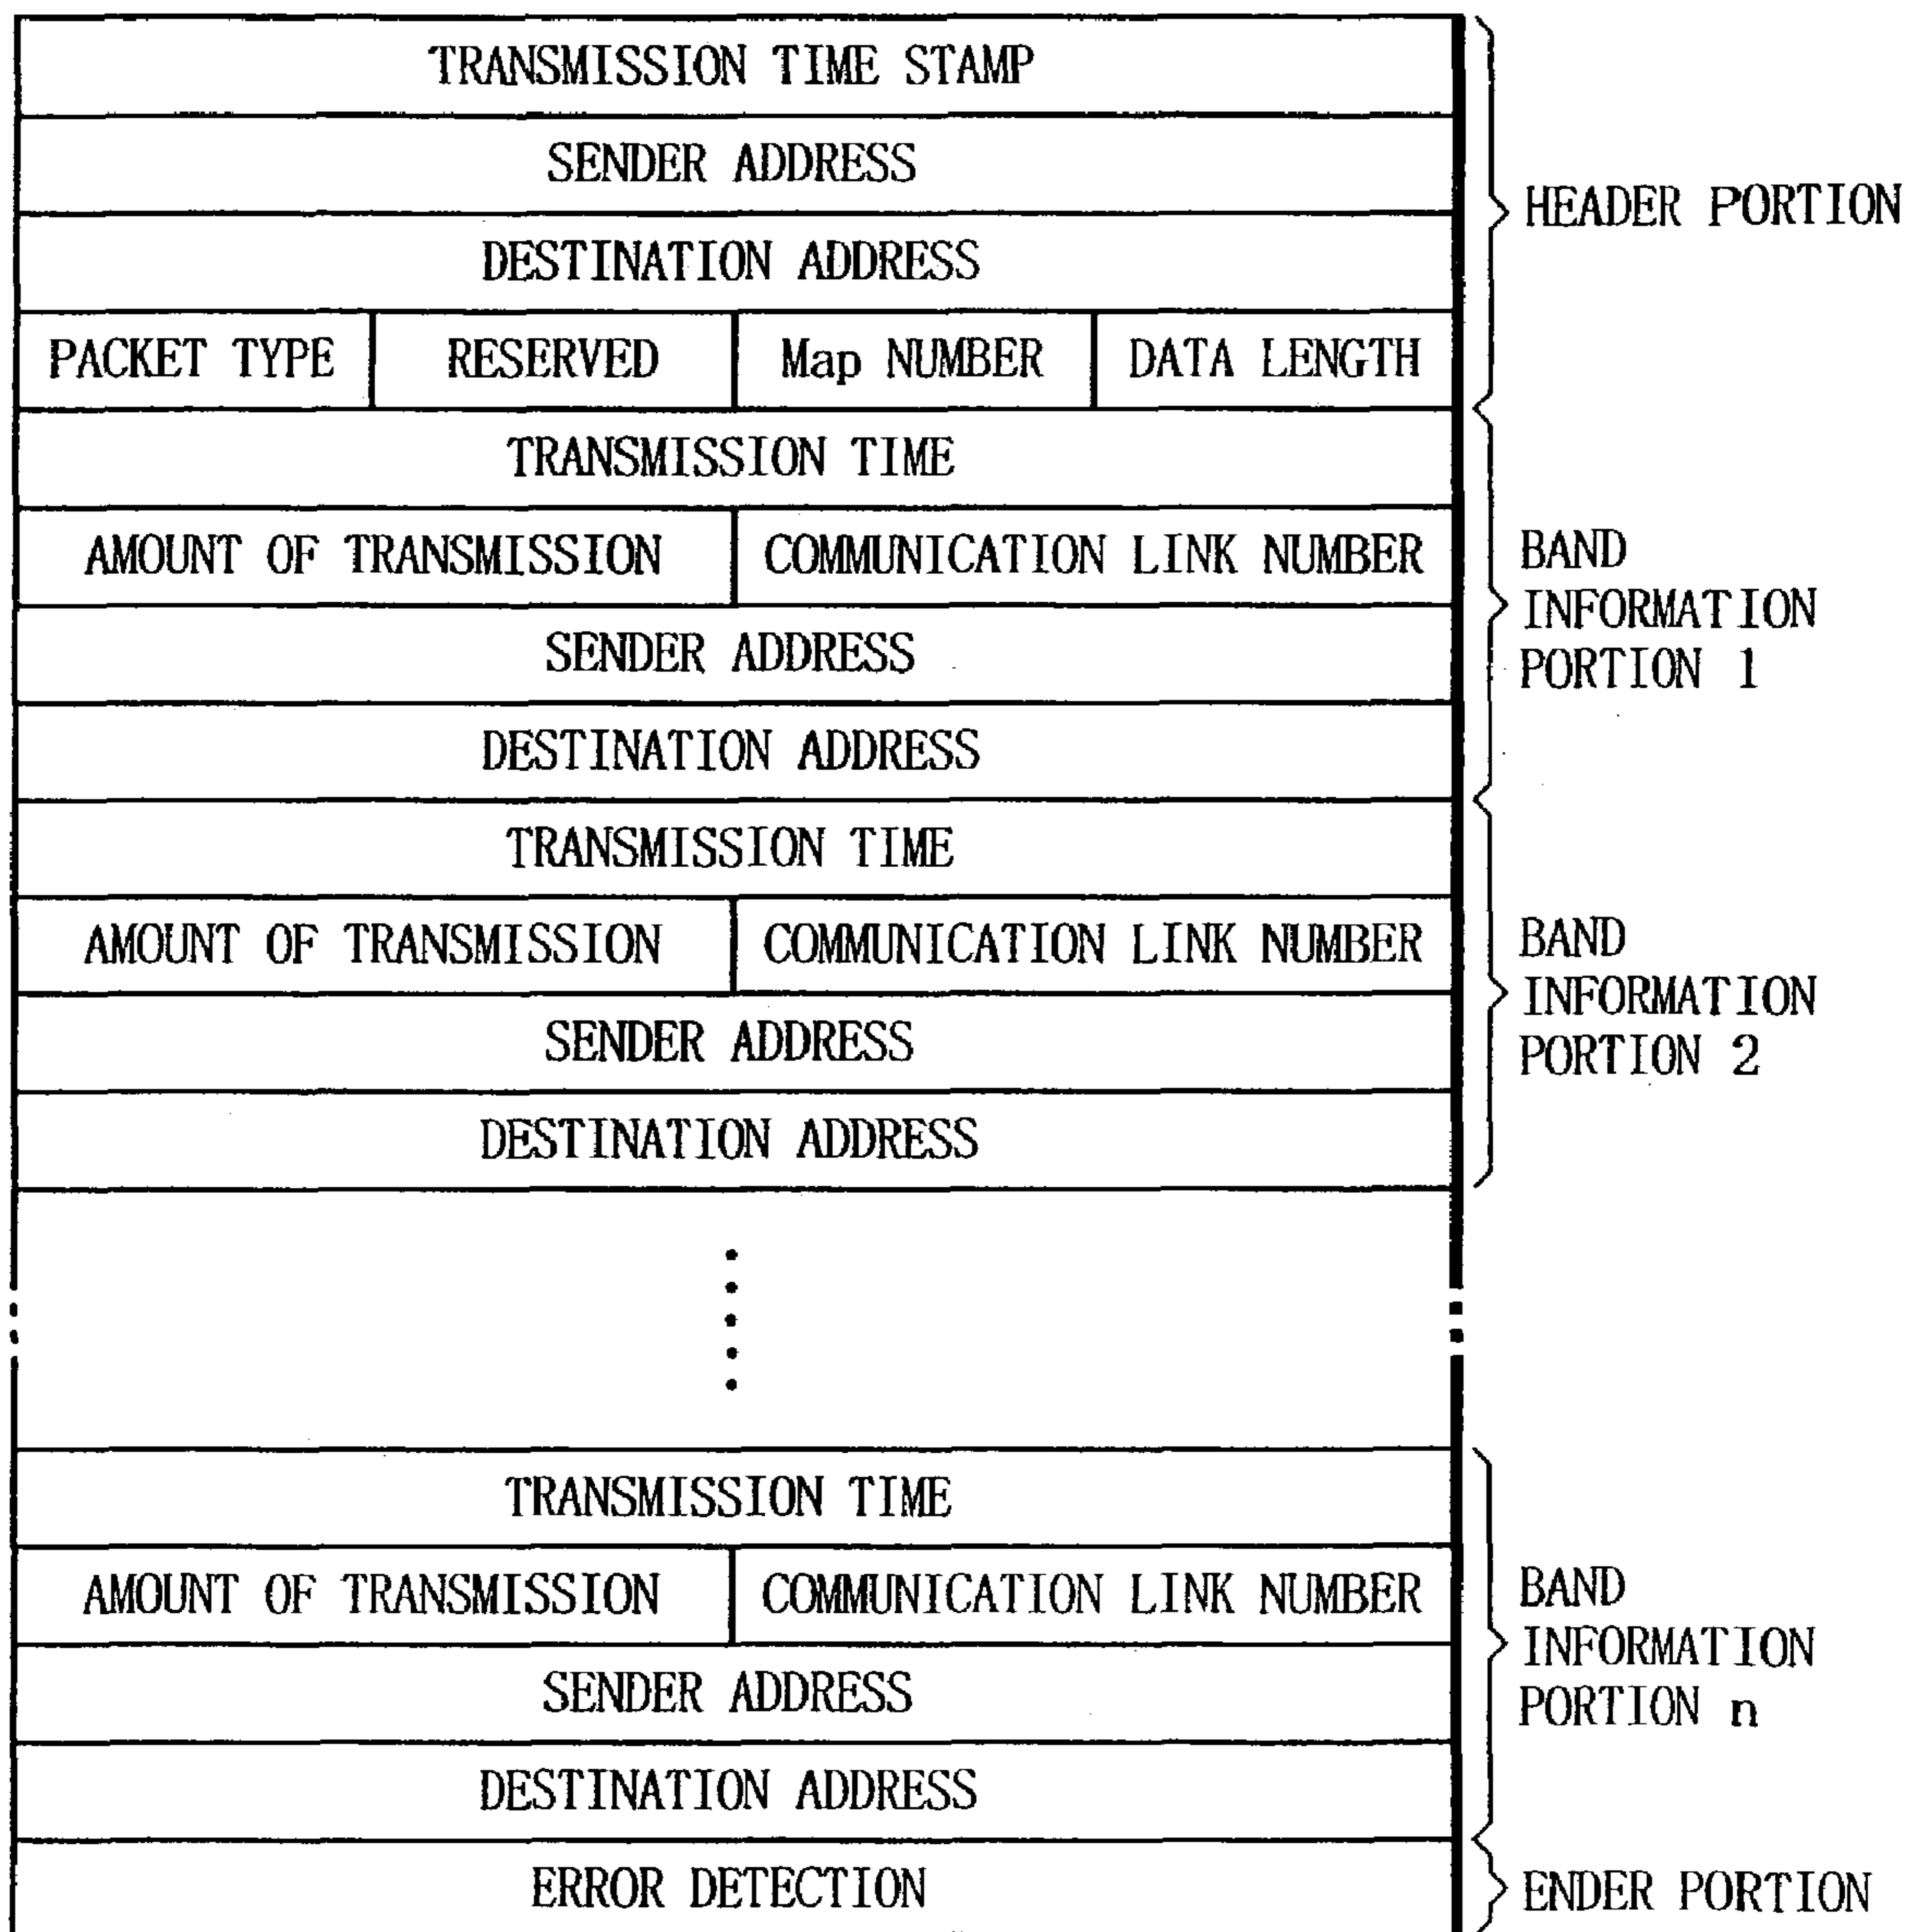 TRANSMISSION TIME STAMP
SENDER ADDRESS
HEADER PORTION
DESTINATION ADDRESS
PACKET TYPE RESERVED Map NUMBER DATA LENGTH
TRANSMISSION TIME
AMOUNT OF TRANSMISSION COMMUNICATION LINK NUMBER
BAND
INFORMATION
PORTION 1
SENDER ADDRESS
DESTINATION ADDRESS
TRANSMISSION TIME
AMOUNT OF TRANSMISSION COMMUNICATION LINK NUMBER
BAND
INFORMATION
PORTION 2
SENDER ADDRESS
DESTINATION ADDRESS
TRANSMISSION TIME
AMOUNT OF TRANSMISSION COMMUNICATION LINK NUMBER
BAND
INFORMATION
PORTION n
SENDER ADDRESS
DESTINATION ADDRESS
ERROR DETECTION
ENDER PORTION